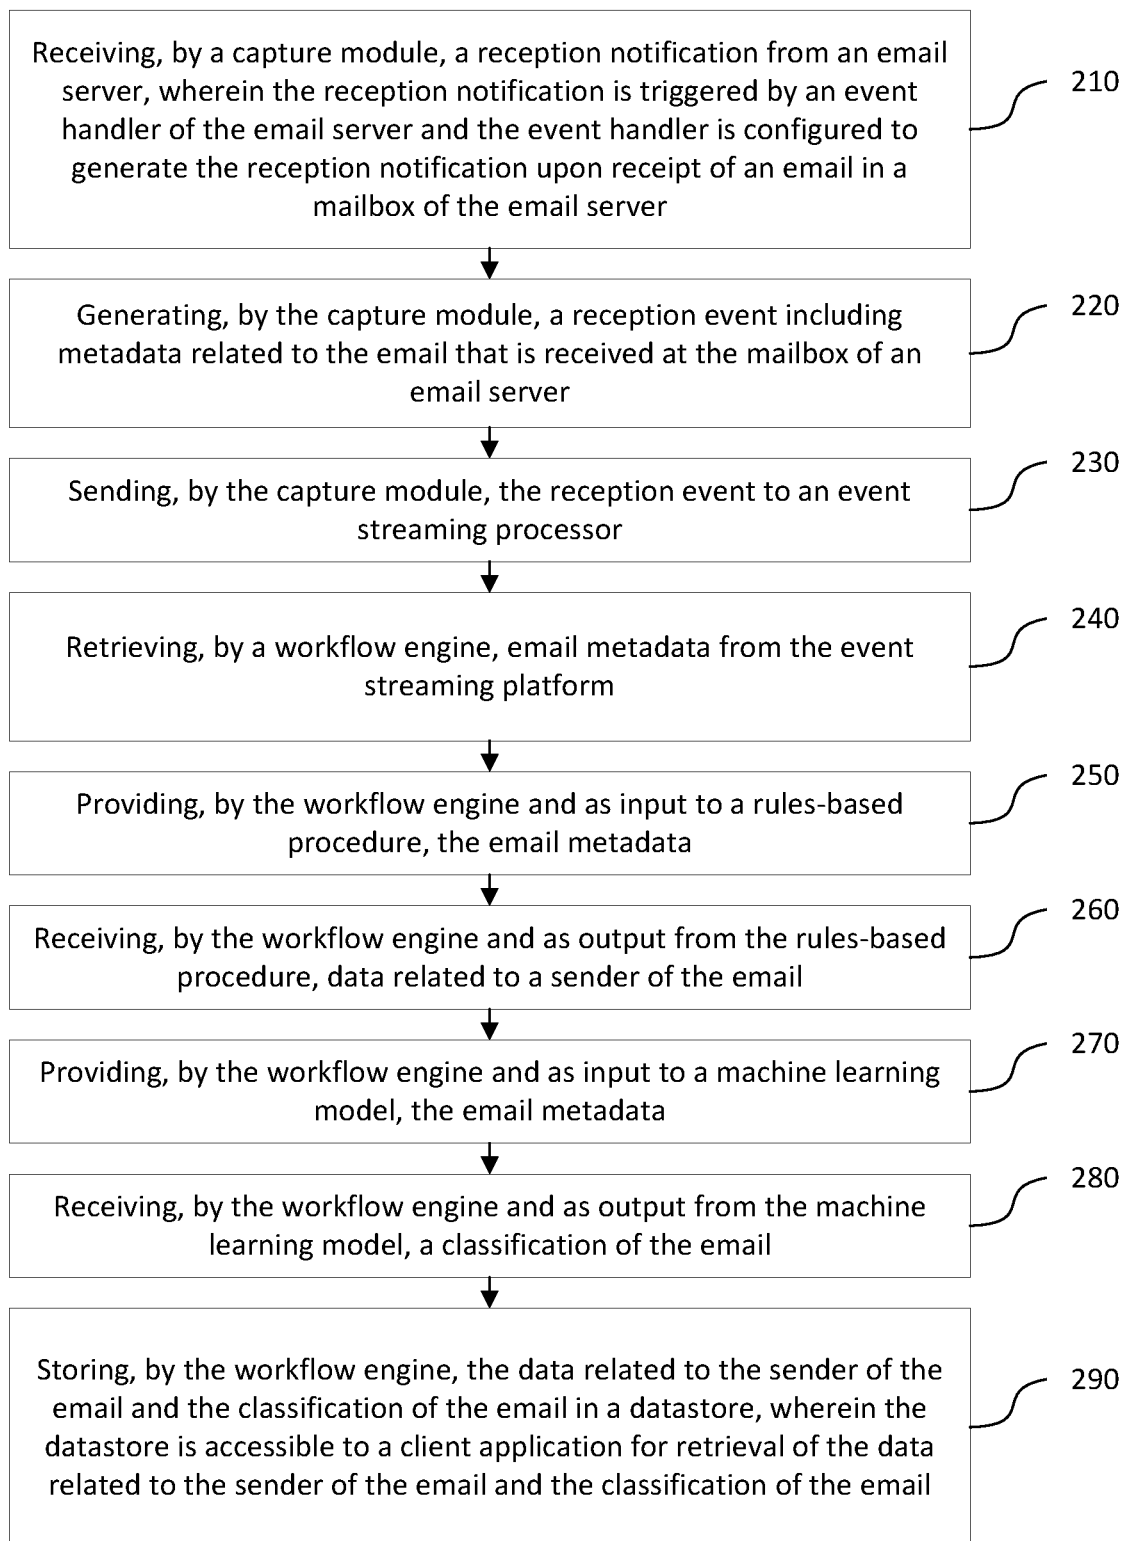 Receiving, by a capture module, a reception notification from an email
server, wherein the reception notification is triggered by an event
handler of the email server and the event handler is configured to
generate the reception notification upon receipt of an email in a
mailbox of the email server
210
Generating, by the capture module, a reception event including
metadata related to the email that is received at the mailbox of an
email server
220
Sending, by the capture module, the reception event to an event
streaming processor
230
Retrieving, by a workflow engine, email metadata from the event
streaming platform
240
Providing, by the workflow engine and as input to a rules-based
procedure, the email metadata
250
Receiving, by the workflow engine and as output from the rules-based
procedure, data related to a sender of the email
260
Providing, by the workflow engine and as input to a machine learning
model, the email metadata
270
Receiving, by the workflow engine and as output from the machine
learning model, a classification of the email
280
Storing, by the workflow engine, the data related to the sender of the
email and the classification of the email in a datastore, wherein the
datastore is accessible to a client application for retrieval of the data
related to the sender of the email and the classification of the email
290